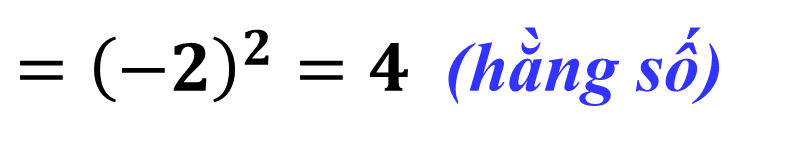 = (−2)² = 4 (hằng số)